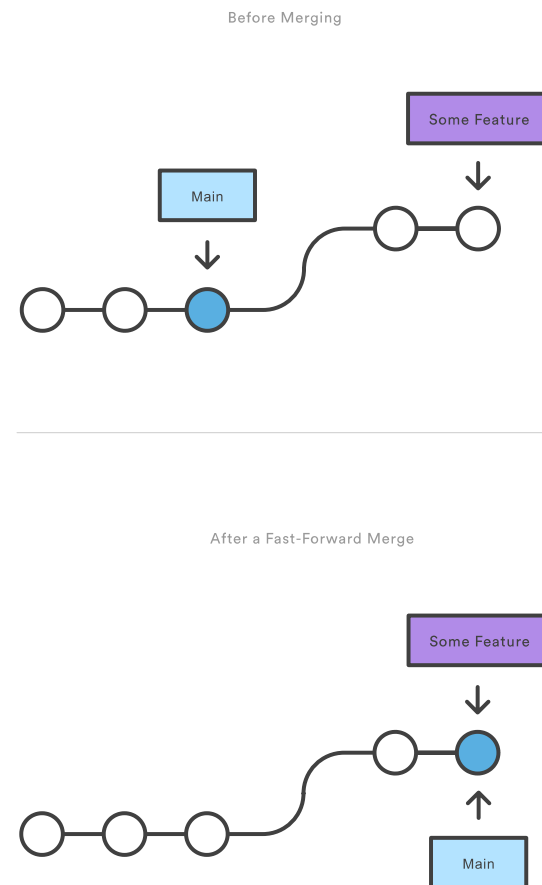 Before Merging
Some Feature
Main
After a Fast-Forward Merge
Some Feature
Main